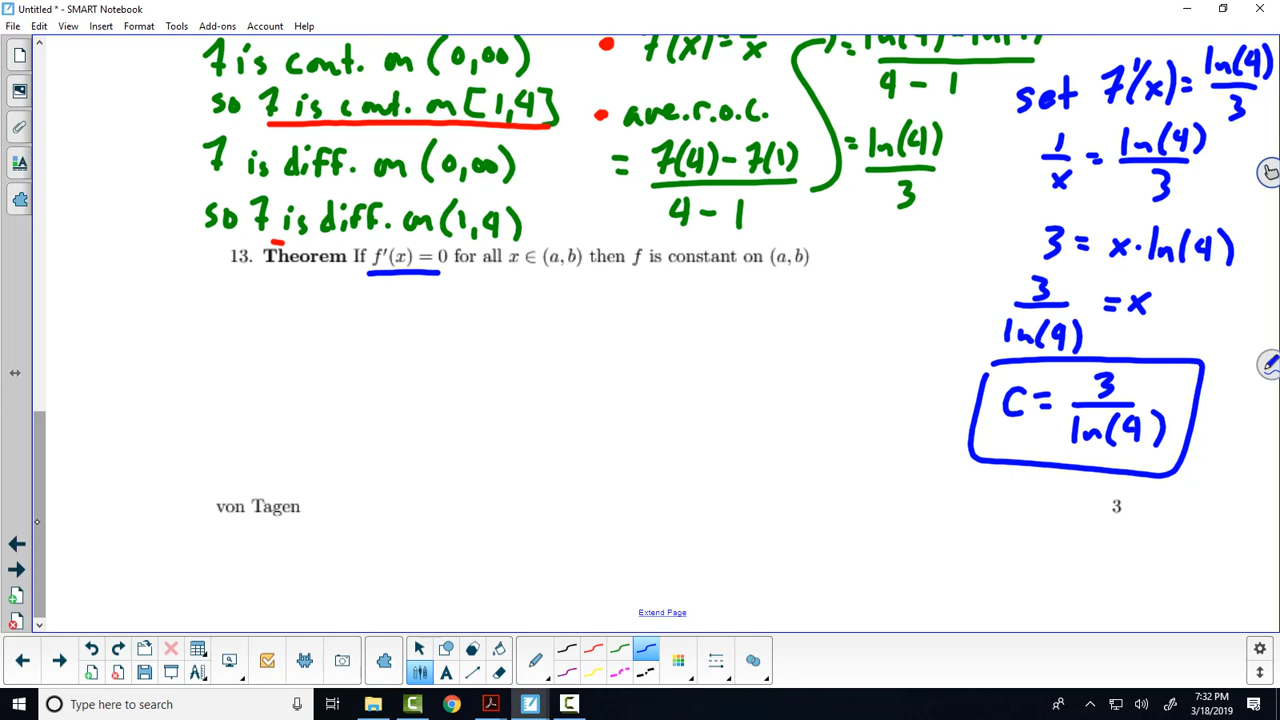 Untitled * - SMART Notebook
File Edit View Insert Format Tools Add-ons Account Help
f is cont. on (0,∞)
so f is cont. on [1,4]
f is diff. on (0,∞)
so f is diff. on (1,4)
f'(x) = 1/x
ave.r.o.c.
= f(4) - f(1) / 4 - 1
4 - 1
= ln(4) / 3
set f'(x) = ln(4) / 3
1/x = ln(4) / 3
3 = x·ln(4)
3 / ln(4) = x
C = 3 / ln(4)
13. Theorem If f'(x) = 0 for all x ∈ (a, b) then f is constant on (a, b)
von Tagen 3
Extend Page
Type here to search
7:32 PM
3/18/2019